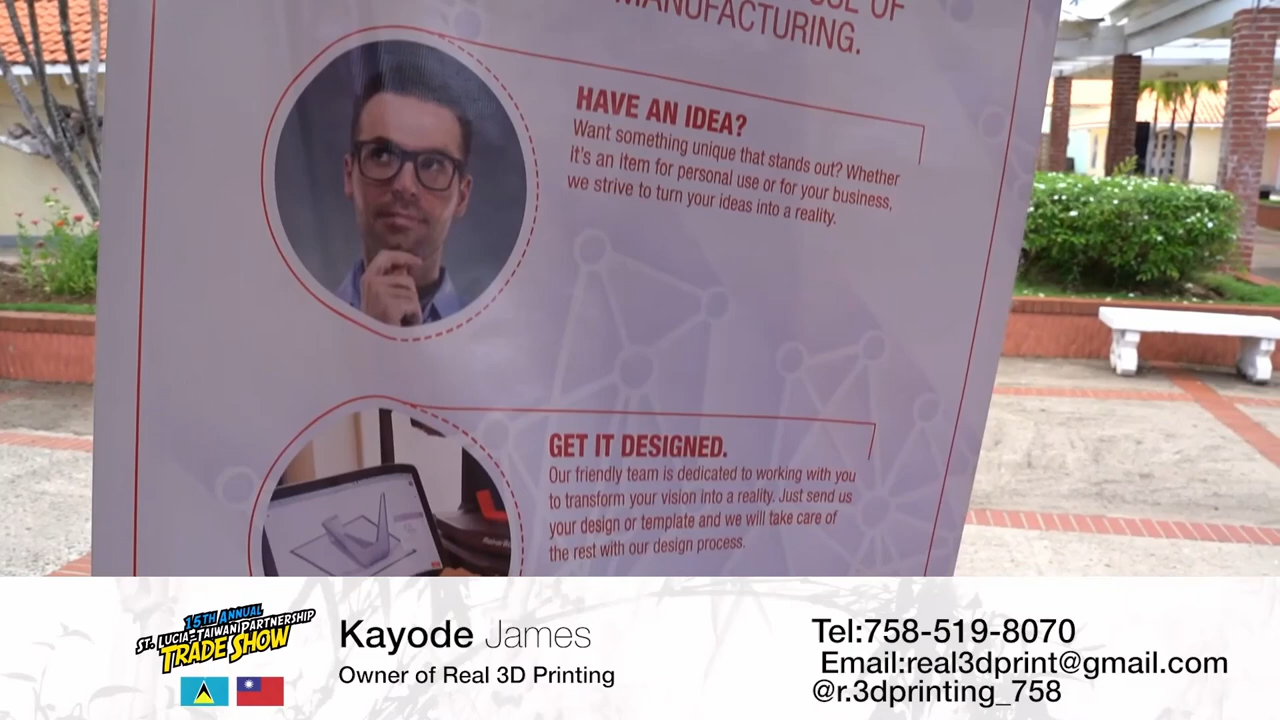 USE OF
MANUFACTURING.
HAVE AN IDEA?
Want something unique that stands out? Whether
it's an item for personal use or for your business,
we strive to turn your ideas into a reality.
GET IT DESIGNED.
Our friendly team is dedicated to working with you
to transform your vision into a reality. Just send us
your design or template and we will take care of
the rest with our design process.
15TH ANNUAL
ST. LUCIA-TAIWAN PARTNERSHIP
TRADE SHOW
Kayode James
Owner of Real 3D Printing
Tel:758-519-8070
Email:real3dprint@gmail.com
@r.3dprinting_758